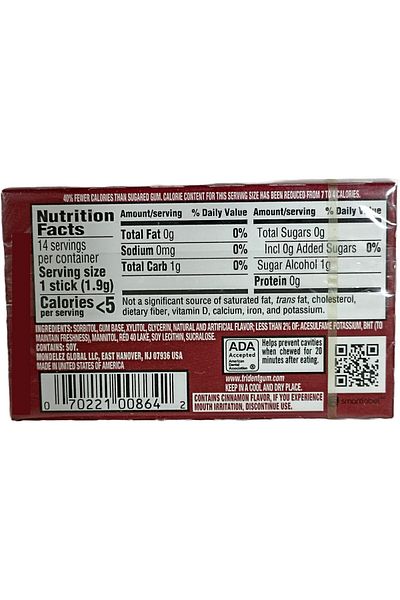 40% FEWER CALORIES THAN SUGARED GUM. CALORIE CONTENT FOR THIS SERVING SIZE HAS BEEN REDUCED FROM 7 TO 4 CALORIES.
Nutrition Facts
14 servings per container
Serving size
1 stick (1.9g)
Calories <5
per serving
Amount/serving % Daily Value
Total Fat 0g 0%
Sodium 0mg 0%
Total Carb 1g 0%
Amount/serving % Daily Value
Total Sugars 0g
Incl 0g Added Sugars 0%
Sugar Alcohol 1g
Protein 0g
Not a significant source of saturated fat, trans fat, cholesterol,
dietary fiber, vitamin D, calcium, iron, and potassium.
INGREDIENTS: SORBITOL, GUM BASE, XYLITOL, GLYCERIN, NATURAL AND ARTIFICIAL FLAVOR; LESS THAN 2% OF: ACESULFAME POTASSIUM, BHT (TO
MAINTAIN FRESHNESS), MANNITOL, RED 40 LAKE, SOY LECITHIN, SUCRALOSE.
CONTAINS: SOY.
MONDELEZ GLOBAL LLC, EAST HANOVER, NJ 07936 USA
MADE IN UNITED STATES OF AMERICA
0 70221 00864 2
ADA
Accepted
American Dental Association
Helps prevent cavities
when chewed for 20
minutes after eating.
www.tridentgum.com
KEEP IN A COOL AND DRY PLACE.
CONTAINS CINNAMON FLAVOR, IF YOU EXPERIENCE
MOUTH IRRITATION, DISCONTINUE USE.
smartlabel